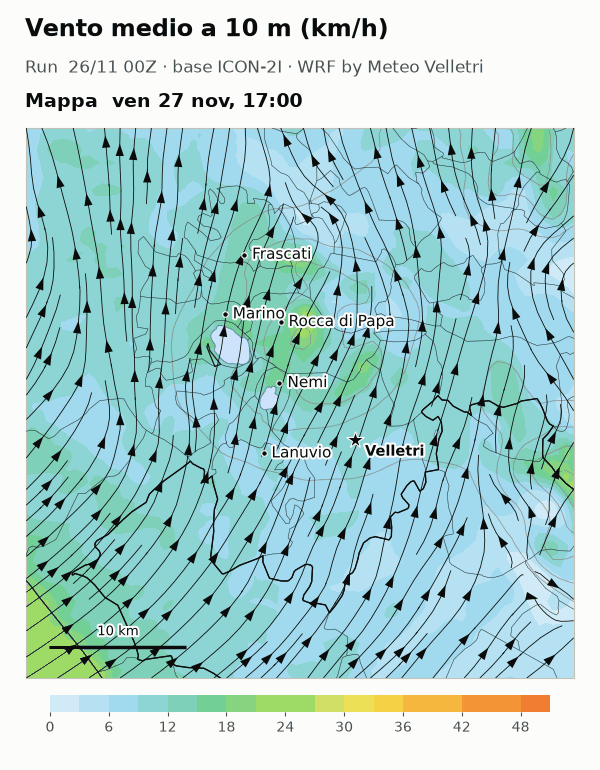 Vento medio a 10 m (km/h)
Run  26/11 00Z · base ICON-2I · WRF by Meteo Velletri
Mappa  ven 27 nov, 17:00
Frascati
Marino
Rocca di Papa
Nemi
Velletri
Lanuvio
10 km
0 6 12 18 24 30 36 42 48